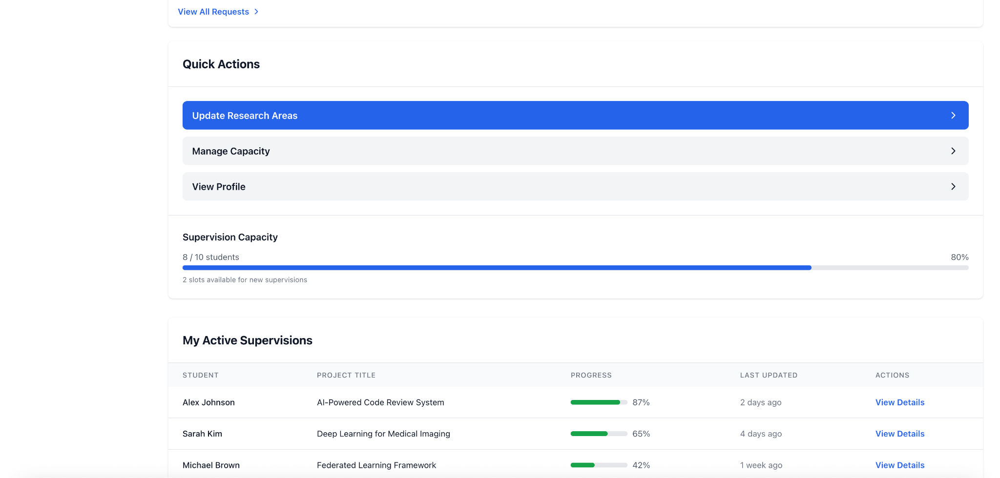 View All Requests
Quick Actions
Update Research Areas
Manage Capacity
View Profile
Supervision Capacity
8 / 10 students 80%
2 slots available for new supervisions
My Active Supervisions
STUDENT PROJECT TITLE PROGRESS LAST UPDATED ACTIONS
Alex Johnson AI-Powered Code Review System 87% 2 days ago View Details
Sarah Kim Deep Learning for Medical Imaging 65% 4 days ago View Details
Michael Brown Federated Learning Framework 42% 1 week ago View Details